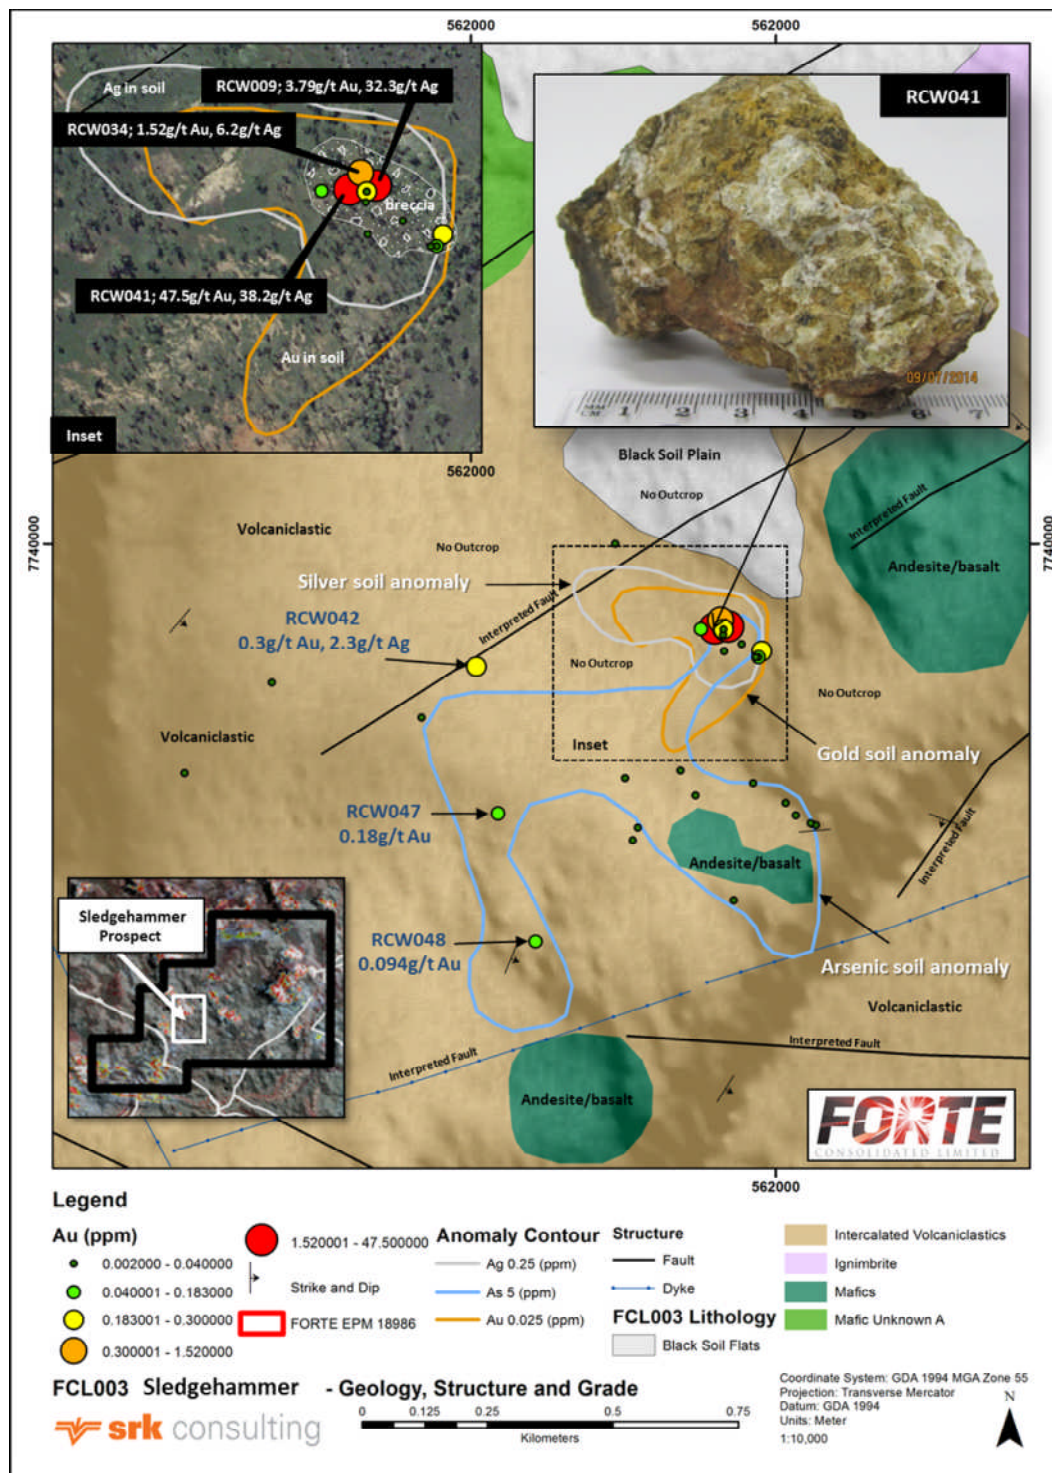 562000
562000
Ag in soil
RCW009; 3.79g/t Au, 32.3g/t Ag
RCW034; 1.52g/t Au, 6.2g/t Ag
breccia
RCW041; 47.5g/t Au, 38.2g/t Ag
Au in soil
Inset
RCW041
09/07/2014
MM
CM
1 2 3 4 5 6 7
562000
7740000
7740000
Black Soil Plain
No Outcrop
Volcaniclastic
No Outcrop
Interpreted Fault
Andesite/basalt
Silver soil anomaly
RCW042
0.3g/t Au, 2.3g/t Ag
Interpreted Fault
No Outcrop
No Outcrop
Volcaniclastic
Inset
Gold soil anomaly
RCW047
0.18g/t Au
Interpreted Fault
Andesite/basalt
Sledgehammer
Prospect
RCW048
0.094g/t Au
Arsenic soil anomaly
Volcaniclastic
Interpreted Fault
Interpreted Fault
Andesite/basalt
FORTE
CONSOLIDATED LIMITED
562000
Legend
Au (ppm)
0.002000 - 0.040000
0.040001 - 0.183000
0.183001 - 0.300000
0.300001 - 1.520000
1.520001 - 47.500000
Strike and Dip
FORTE EPM 18986
Anomaly Contour
Ag 0.25 (ppm)
As 5 (ppm)
Au 0.025 (ppm)
Structure
Fault
Dyke
FCL003 Lithology
Black Soil Flats
Intercalated Volcaniclastics
Ignimbrite
Mafics
Mafic Unknown A
FCL003 Sledgehammer - Geology, Structure and Grade
srk consulting
0 0.125 0.25 0.5 0.75
Kilometers
Coordinate System: GDA 1994 MGA Zone 55
Projection: Transverse Mercator
Datum: GDA 1994
Units: Meter
1:10,000
N